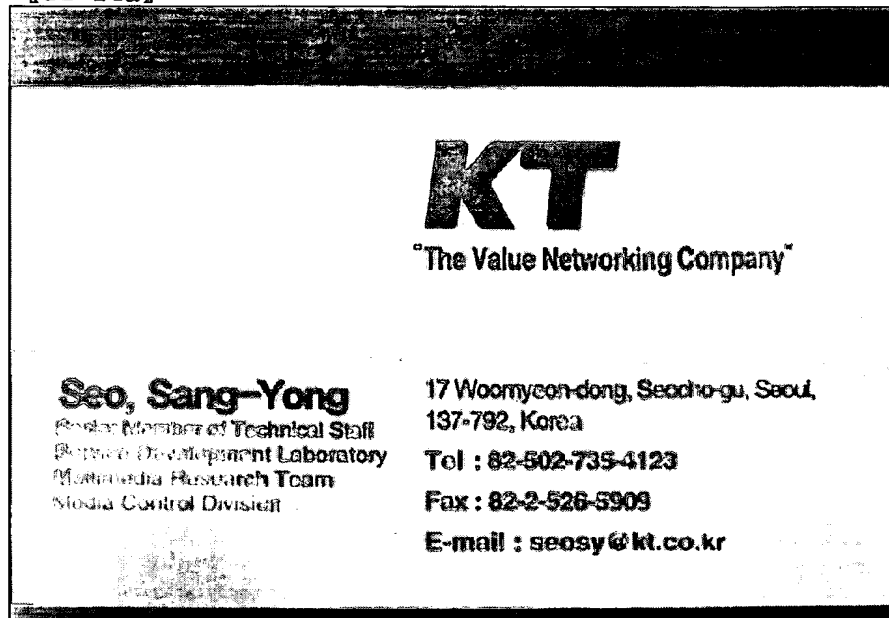 KT
"The Value Networking Company"
Seo, Sang-Yong
Member of Technical Staff
Development Laboratory
Multimedia Research Team
Media Control Division
17 Woomyeon-dong, Seocho-gu, Seoul,
137-792, Korea
Tel : 82-502-735-4123
Fax : 82-2-526-5909
E-mail : seosy@kt.co.kr